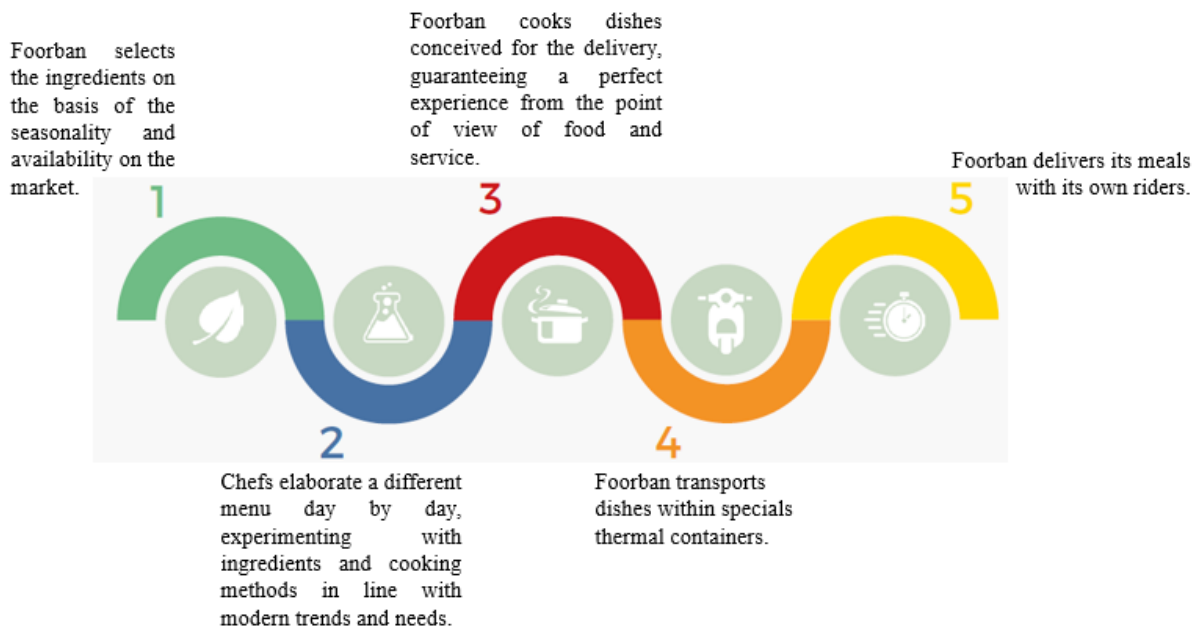 Foorban selects
the ingredients on
the basis of the
seasonality and
availability on the
market.
1
Chefs elaborate a different
menu day by day,
experimenting with
ingredients and cooking
methods in line with
modern trends and needs.
2
Foorban cooks dishes
conceived for the delivery,
guaranteeing a perfect
experience from the point
of view of food and
service.
3
Foorban transports
dishes within specials
thermal containers.
4
Foorban delivers its meals
with its own riders.
5